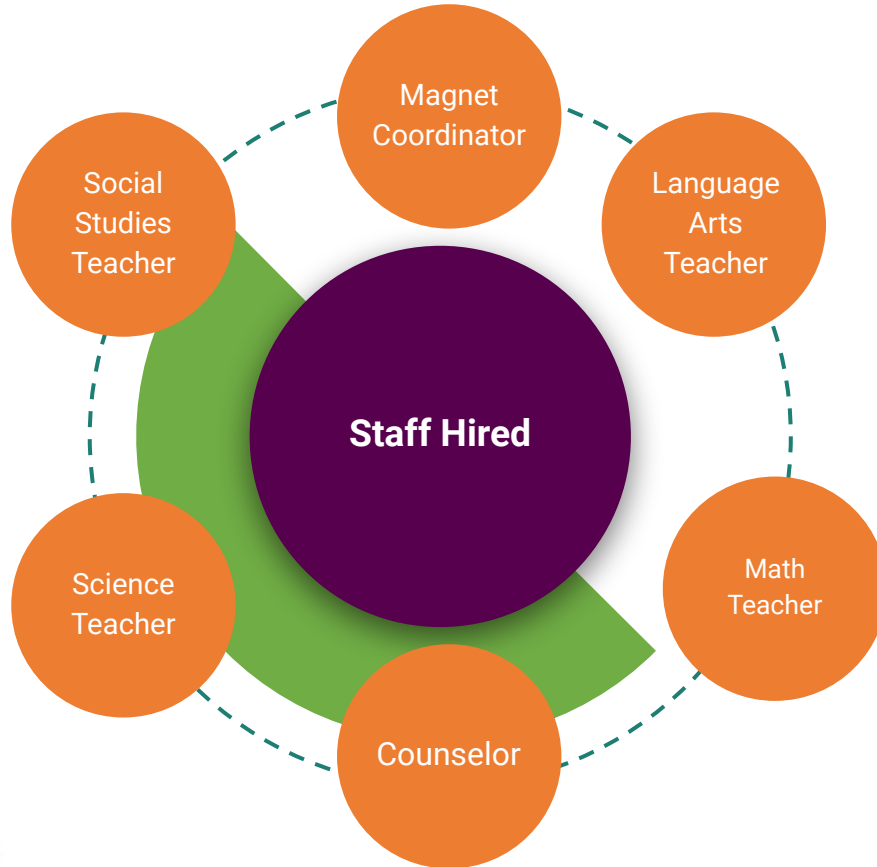 Magnet
Coordinator
Language
Arts
Teacher
Math
Teacher
Counselor
Science
Teacher
Social
Studies
Teacher
Staff Hired